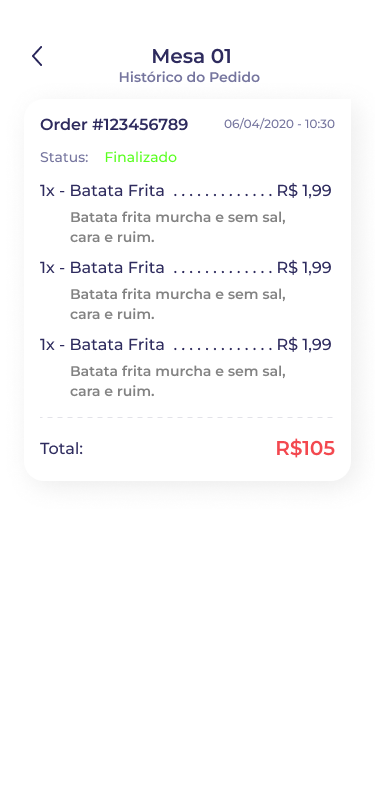 Mesa 01
Histórico do Pedido
Order #123456789 06/04/2020 - 10:30
Status: Finalizado
1x - Batata Frita . . . . . . . . . . . . . R$ 1,99
Batata frita murcha e sem sal,
cara e ruim.
1x - Batata Frita . . . . . . . . . . . . . R$ 1,99
Batata frita murcha e sem sal,
cara e ruim.
1x - Batata Frita . . . . . . . . . . . . . R$ 1,99
Batata frita murcha e sem sal,
cara e ruim.
Total: R$105